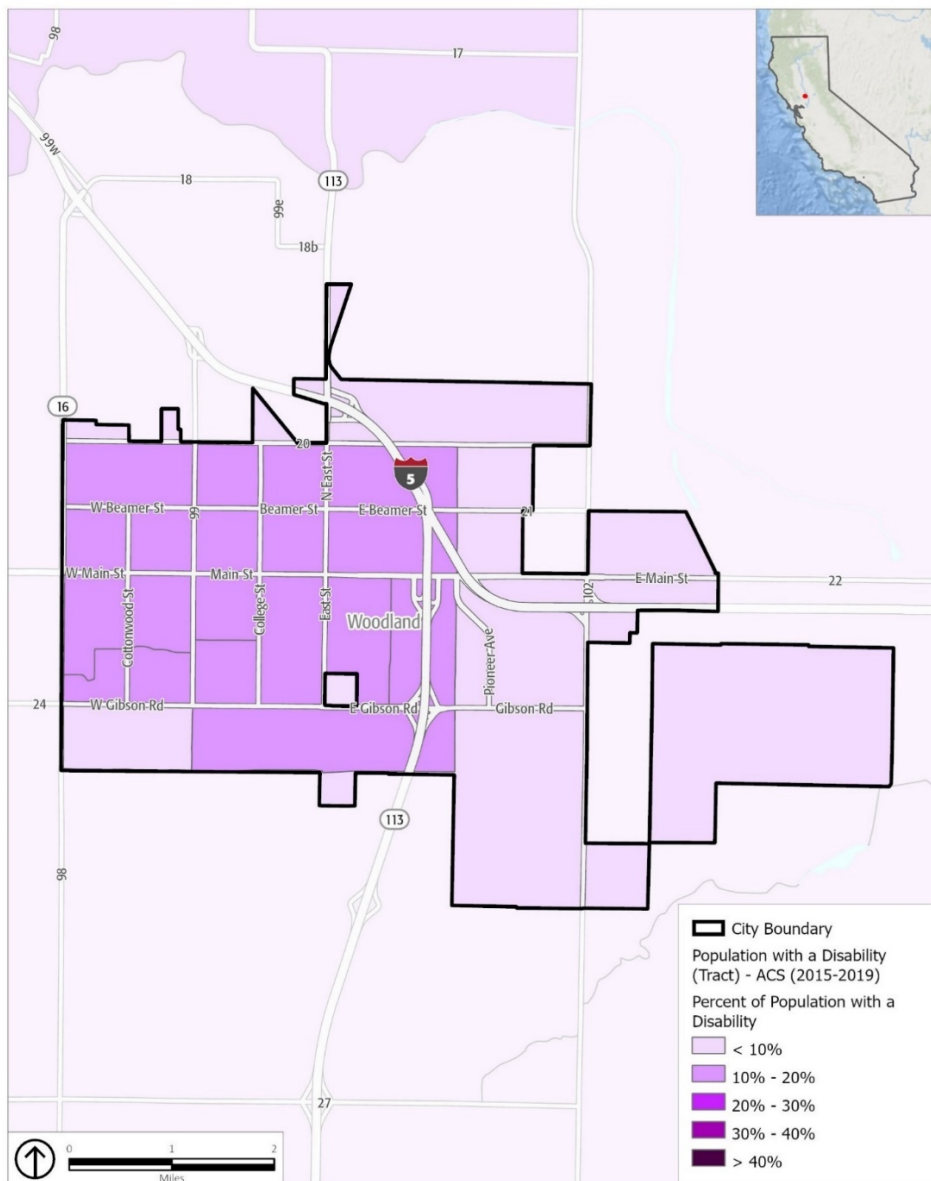 98
17
99w
18
113
99e
18b
16
20
N East St
5
W Beamer St
99
Beamer St
E Beamer St
21
W Main St
Main St
E Main St
22
102
Cottonwood St
College St
East St
Woodland
Pioneer Ave
24
W Gibson Rd
E Gibson Rd
Gibson Rd
113
98
27
City Boundary
Population with a Disability
(Tract) - ACS (2015-2019)
Percent of Population with a
Disability
< 10%
10% - 20%
20% - 30%
30% - 40%
> 40%
0 1 2
Miles